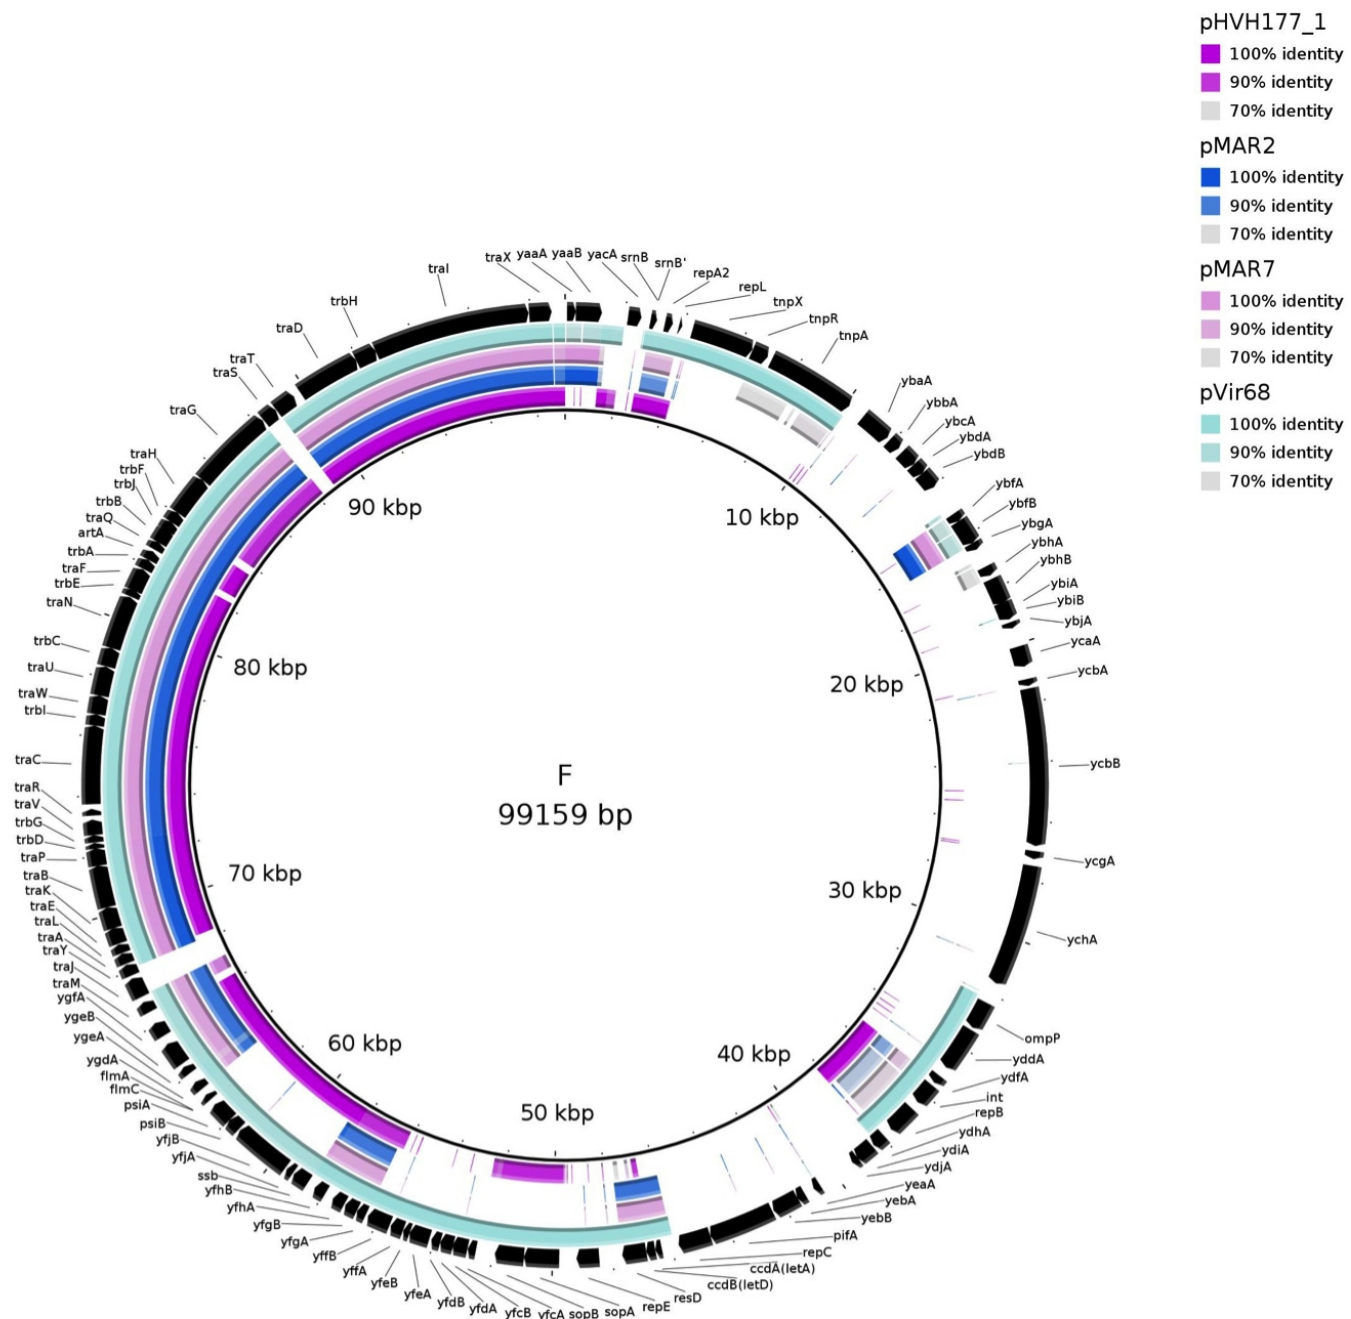 pHVH177_1
100% identity
90% identity
70% identity
pMAR2
100% identity
90% identity
70% identity
pMAR7
100% identity
90% identity
70% identity
pVir68
100% identity
90% identity
70% identity
traX
yaaA
yaaB
yacA
srnB
srnB'
repA2
repL
tnpX
tnpR
tnpA
ybaA
ybbA
ybcA
ybdA
ybdB
ybfA
ybfB
ybgA
ybhA
ybhB
ybiA
ybiB
ybjA
ycaA
ycbA
ycbB
ycgA
ychA
ompP
yddA
ydfA
int
repB
ydhA
ydiA
ydjA
yeaA
yebA
yebB
pifA
repC
ccdA(letA)
ccdB(letD)
resD
repE
sopA
sopB
yfcA
yfcB
yfdA
yfdB
yfeA
yfeB
yffA
yffB
yfgA
yfgB
yfhA
yfhB
ssb
yfjA
yfjB
psiB
psiA
flmC
flmA
ygdA
ygeA
ygeB
ygfA
traM
traJ
traY
traA
traL
traE
traK
traB
traP
trbD
trbG
traV
traR
traC
trbI
traW
traU
trbC
traN
trbE
traF
trbA
artA
traQ
trbB
trbJ
trbF
traH
traG
traS
traT
traD
trbH
traI
90 kbp
10 kbp
80 kbp
20 kbp
F
99159 bp
70 kbp
30 kbp
60 kbp
40 kbp
50 kbp